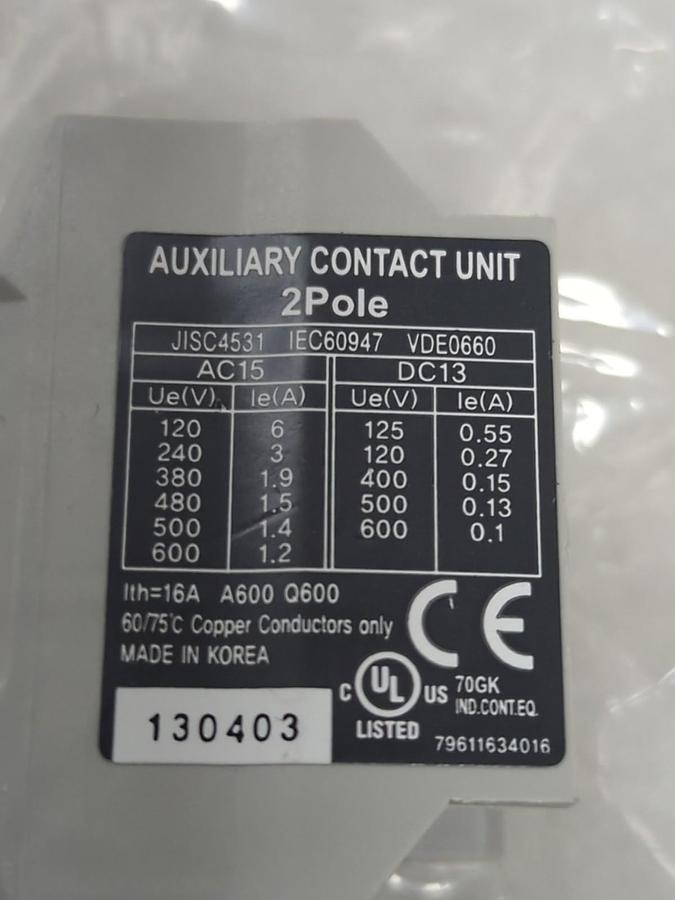 AUXILIARY CONTACT UNIT
2Pole
JISC4531 IEC60947 VDE0660
AC15 DC13
Ue(V) Ie(A) Ue(V) Ie(A)
120 6 125 0.55
240 3 120 0.27
380 1.9 400 0.15
480 1.5 500 0.13
500 1.4 600 0.1
600 1.2
Ith=16A A600 Q600
60/75°C Copper Conductors only
MADE IN KOREA
CE
C UL US 70GK
IND.CONT.EQ.
LISTED
130403
79611634016